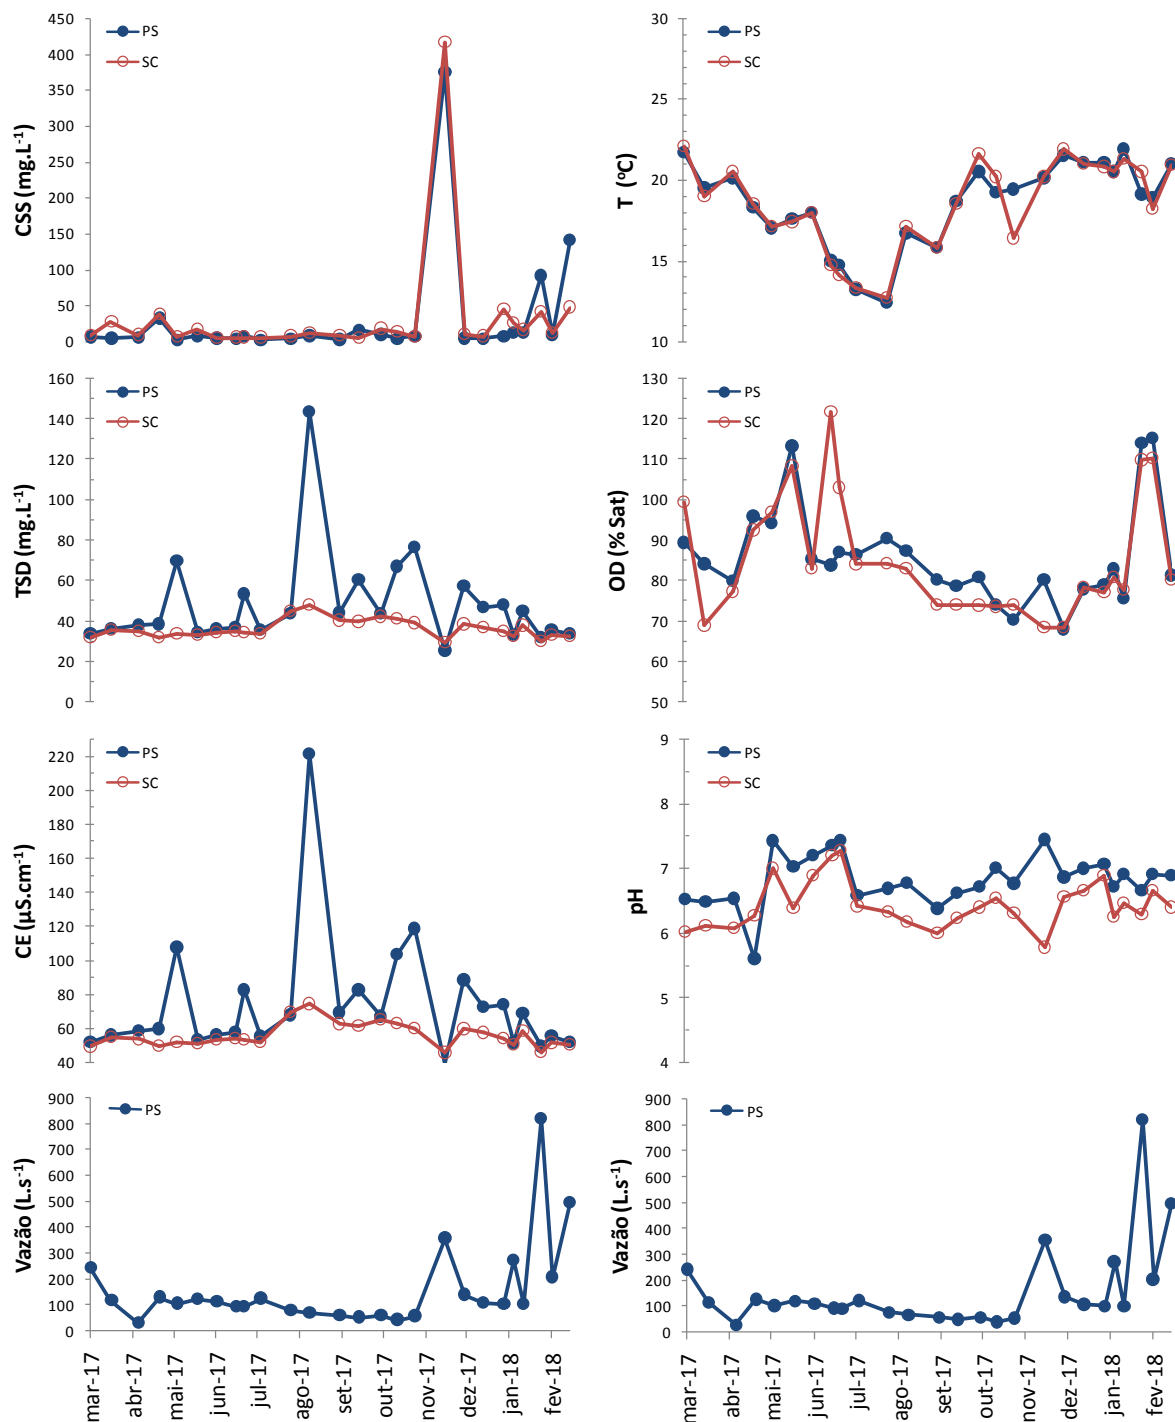 CSS (mg.L-1)
450
400
350
300
250
200
150
100
50
0
PS
SC
T (ºC)
30
25
20
15
10
PS
SC
TSD (mg.L-1)
160
140
120
100
80
60
40
20
0
PS
SC
OD (% Sat)
130
120
110
100
90
80
70
60
50
PS
SC
CE (µS.cm-1)
220
200
180
160
140
120
100
80
60
40
PS
SC
pH
9
8
7
6
5
4
PS
SC
Vazão (L.s-1)
900
800
700
600
500
400
300
200
100
0
PS
mar-17
abr-17
mai-17
jun-17
jul-17
ago-17
set-17
out-17
nov-17
dez-17
jan-18
fev-18
Vazão (L.s-1)
900
800
700
600
500
400
300
200
100
0
PS
mar-17
abr-17
mai-17
jun-17
jul-17
ago-17
set-17
out-17
nov-17
dez-17
jan-18
fev-18